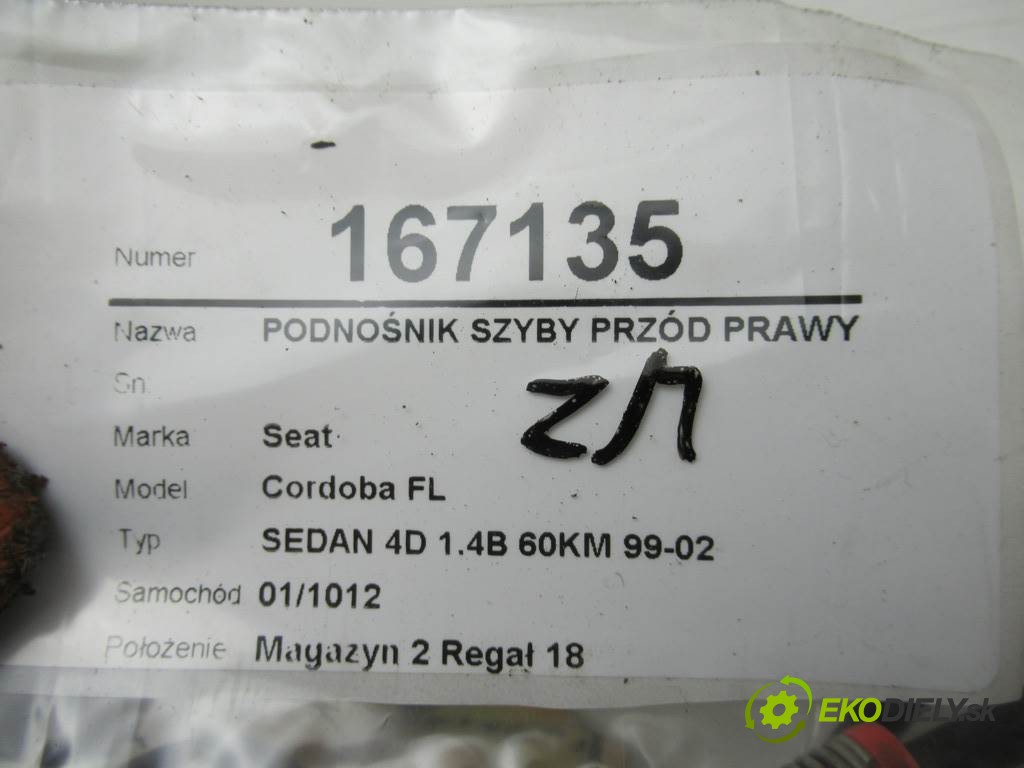 Numer 167135
Nazwa PODNOŚNIK SZYBY PRZÓD PRAWY
Sn.
Marka Seat
Model Cordoba FL
Typ SEDAN 4D 1.4B 60KM 99-02
Samochód 01/1012
Położenie Magazyn 2 Regał 18
EKODIELY.sk